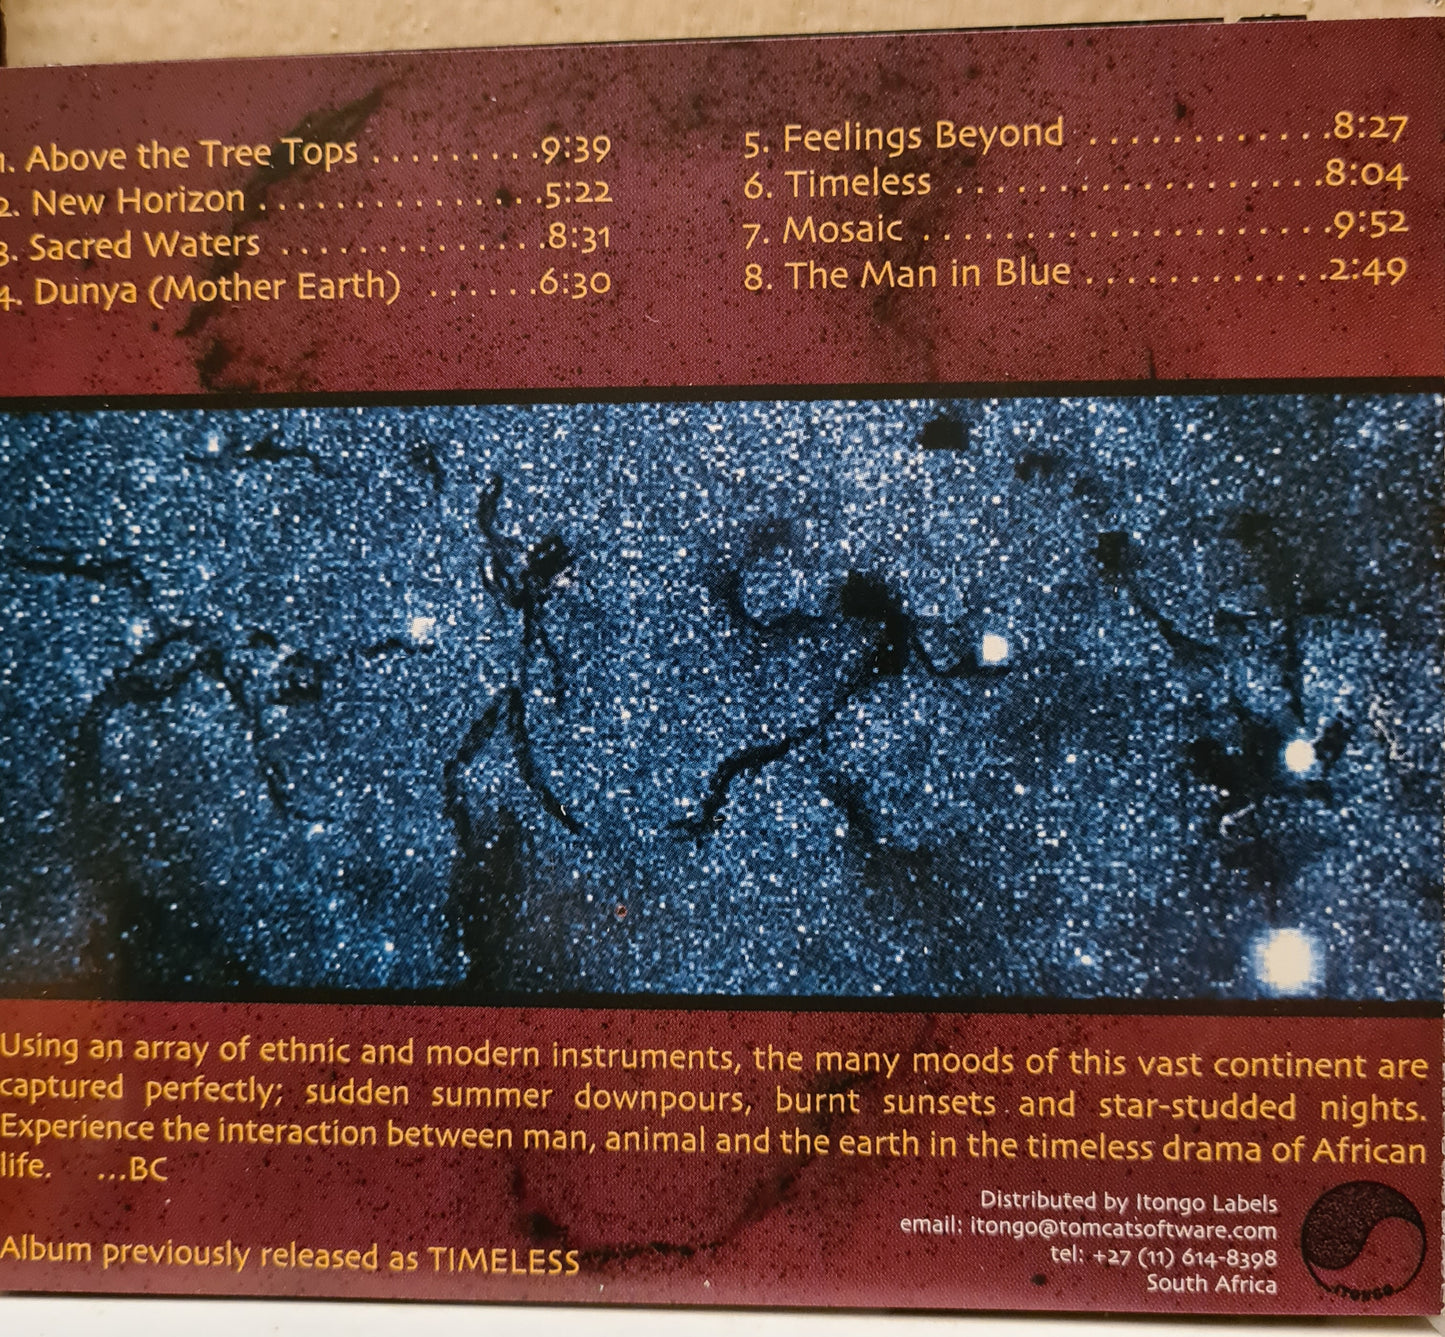 1. Above the Tree Tops . . . . . . . . .9:39
2. New Horizon . . . . . . . . . . . . . . .5:22
3. Sacred Waters . . . . . . . . . . . . . .8:31
4. Dunya (Mother Earth) . . . . . .6:30
5. Feelings Beyond . . . . . . . . . . . .8:27
6. Timeless . . . . . . . . . . . . . . . . . . .8:04
7. Mosaic . . . . . . . . . . . . . . . . . . . . .9:52
8. The Man in Blue . . . . . . . . . . . .2:49
Using an array of ethnic and modern instruments, the many moods of this vast continent are
captured perfectly; sudden summer downpours, burnt sunsets and star-studded nights.
Experience the interaction between man, animal and the earth in the timeless drama of African
life. ...BC
Album previously released as TIMELESS
Distributed by Itongo Labels
email: itongo@tomcatsoftware.com
tel: +27 (11) 614-8398
South Africa
ITONGO